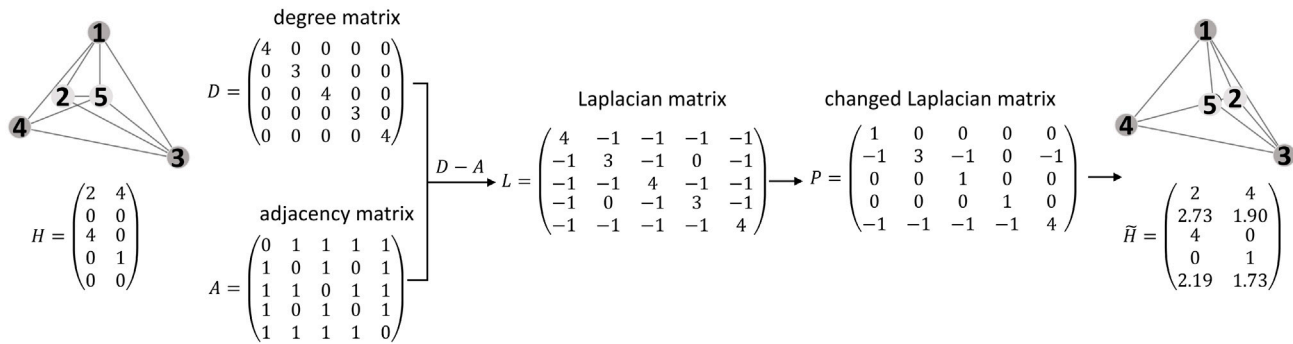 1
2 5
4
3
H =
2 4
0 0
4 0
0 1
0 0
degree matrix
D =
4 0 0 0 0
0 3 0 0 0
0 0 4 0 0
0 0 0 3 0
0 0 0 0 4
adjacency matrix
A =
0 1 1 1 1
1 0 1 0 1
1 1 0 1 1
1 0 1 0 1
1 1 1 1 0
D − A
Laplacian matrix
L =
4 −1 −1 −1 −1
−1 3 −1 0 −1
−1 −1 4 −1 −1
−1 0 −1 3 −1
−1 −1 −1 −1 4
changed Laplacian matrix
P =
1 0 0 0 0
−1 3 −1 0 −1
0 0 1 0 0
0 0 0 1 0
−1 −1 −1 −1 4
1
5 2
4
3
H̃ =
2 4
2.73 1.90
4 0
0 1
2.19 1.73